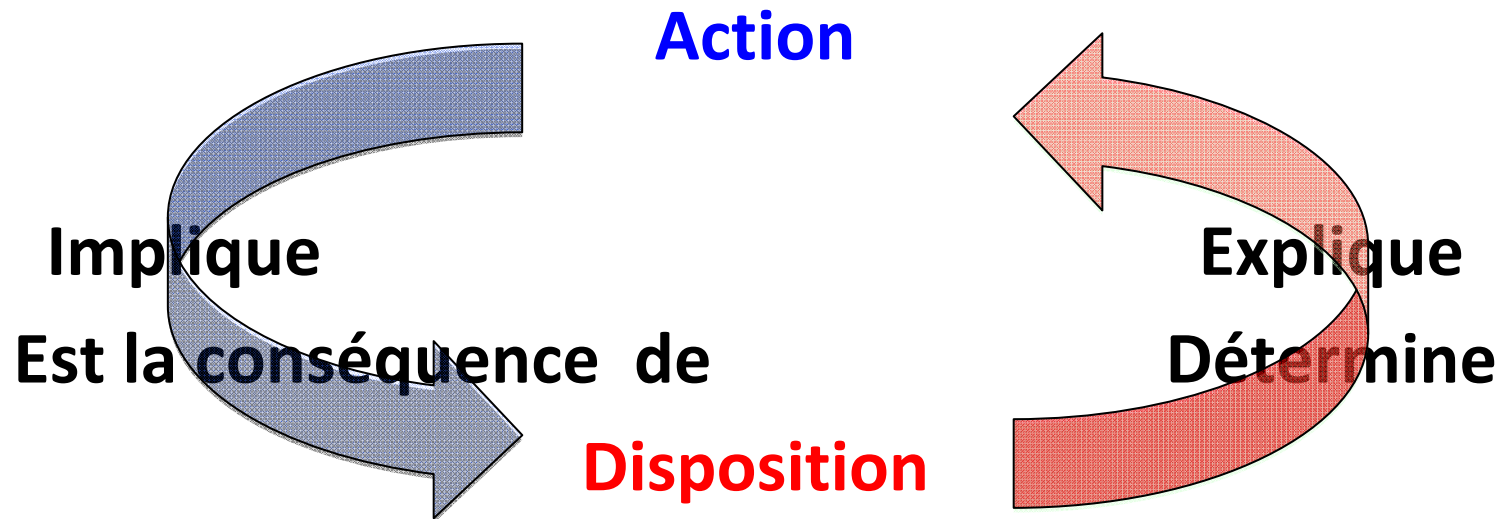 Action
Implique Explique
Est la conséquence de Détermine
Disposition